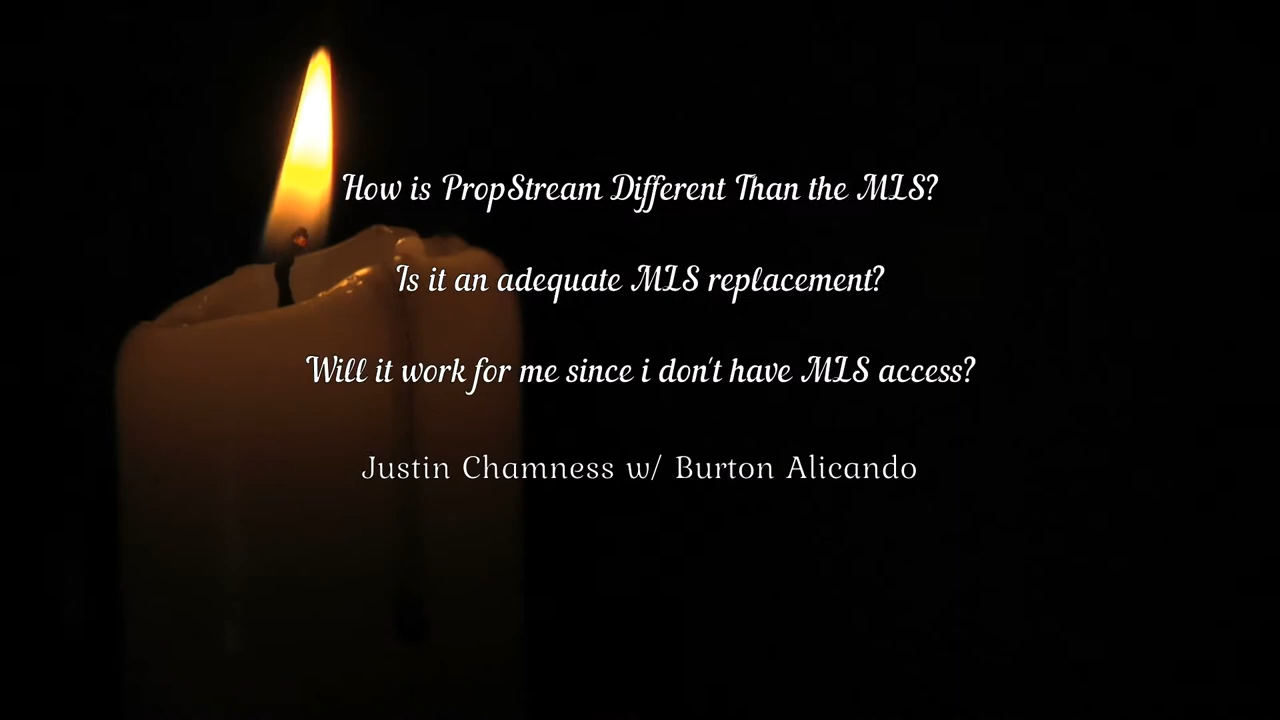 How is PropStream Different Than the MLS?
Is it an adequate MLS replacement?
Will it work for me since i don't have MLS access?
Justin Chamness w/ Burton Alicando